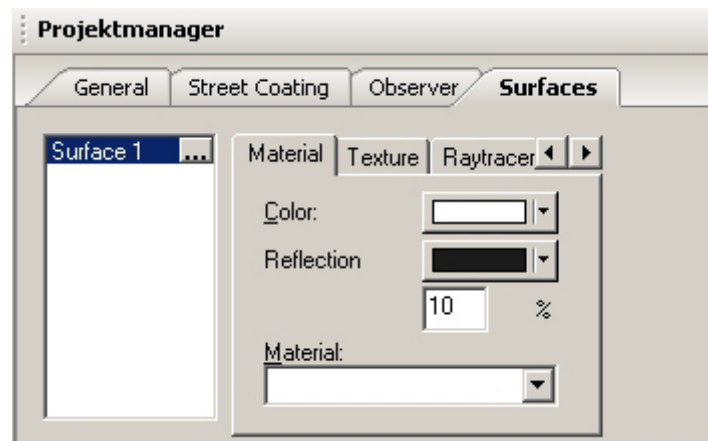 Projektmanager
General Street Coating Observer Surfaces
Surface 1 ... Material Texture Raytracer
Color:
Reflection
10 %
Material: